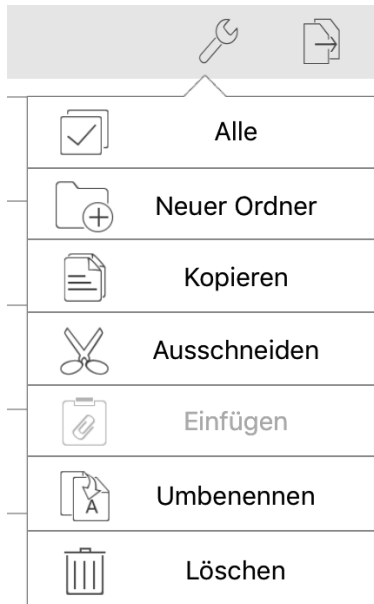 Alle
Neuer Ordner
Kopieren
Ausschneiden
Einfügen
A
Umbenennen
Löschen